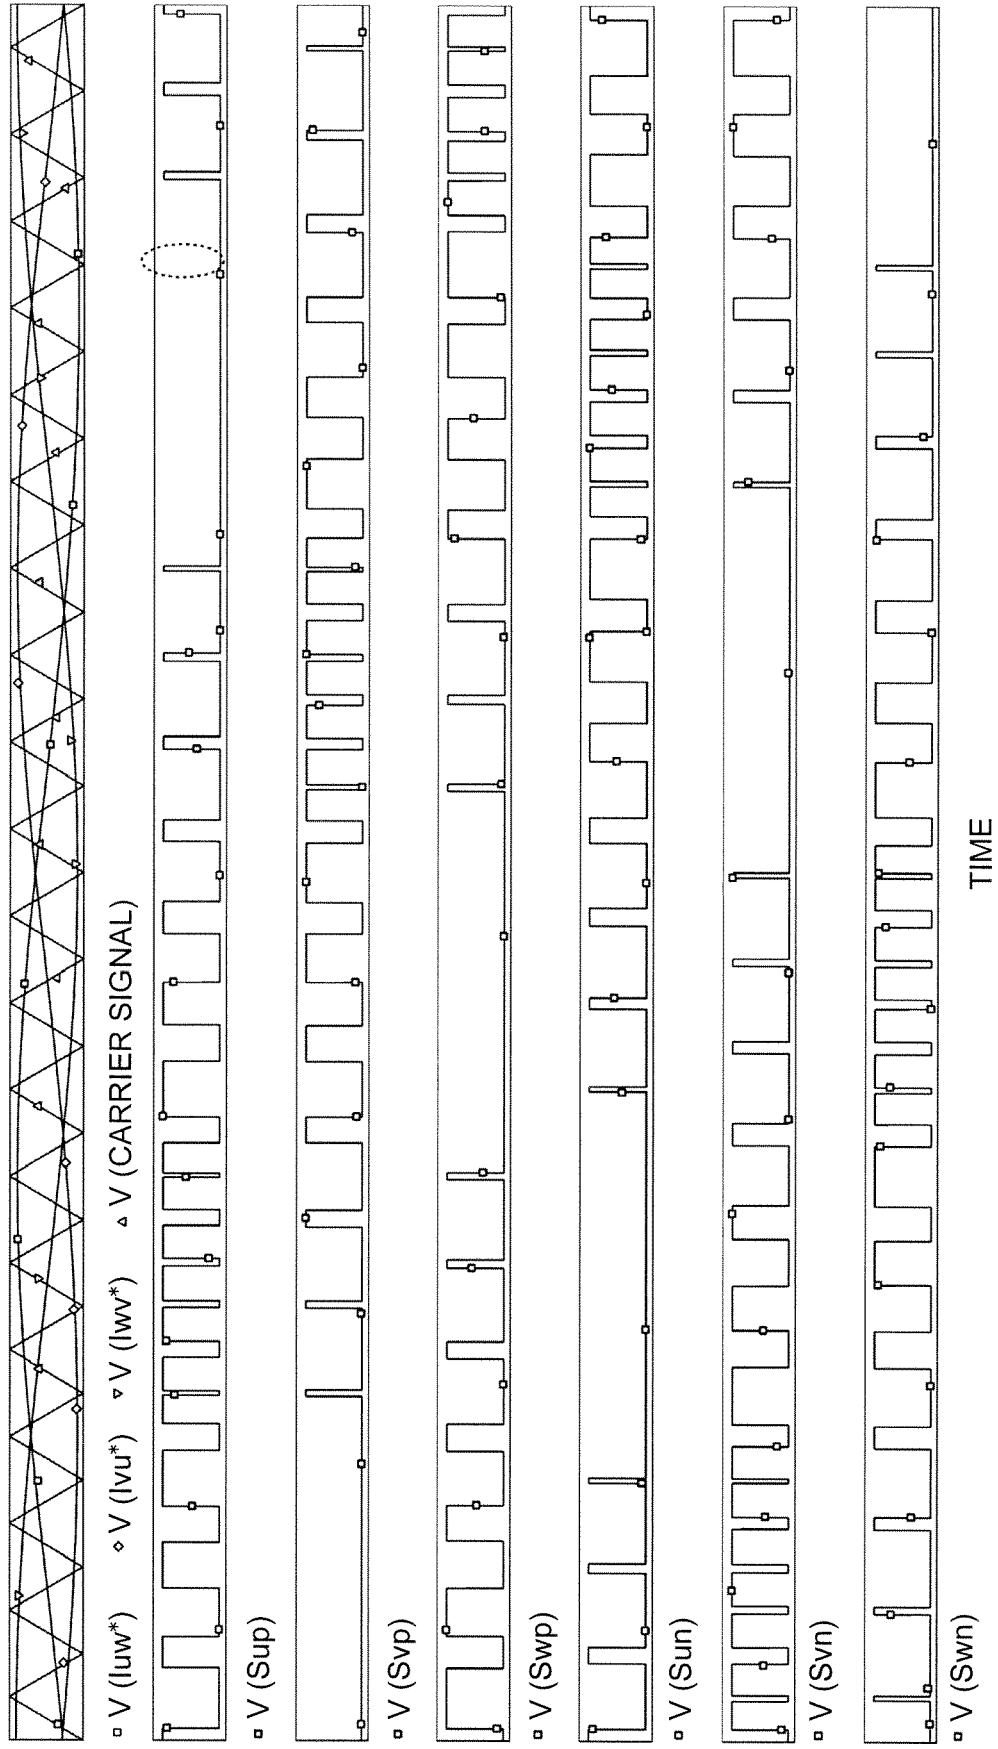 V (Iuw*) V (Ivu*) V (Iwv*) V (CARRIER SIGNAL)
V (Sup)
V (Svp)
V (Swp)
V (Sun)
V (Svn)
V (Swn)
TIME